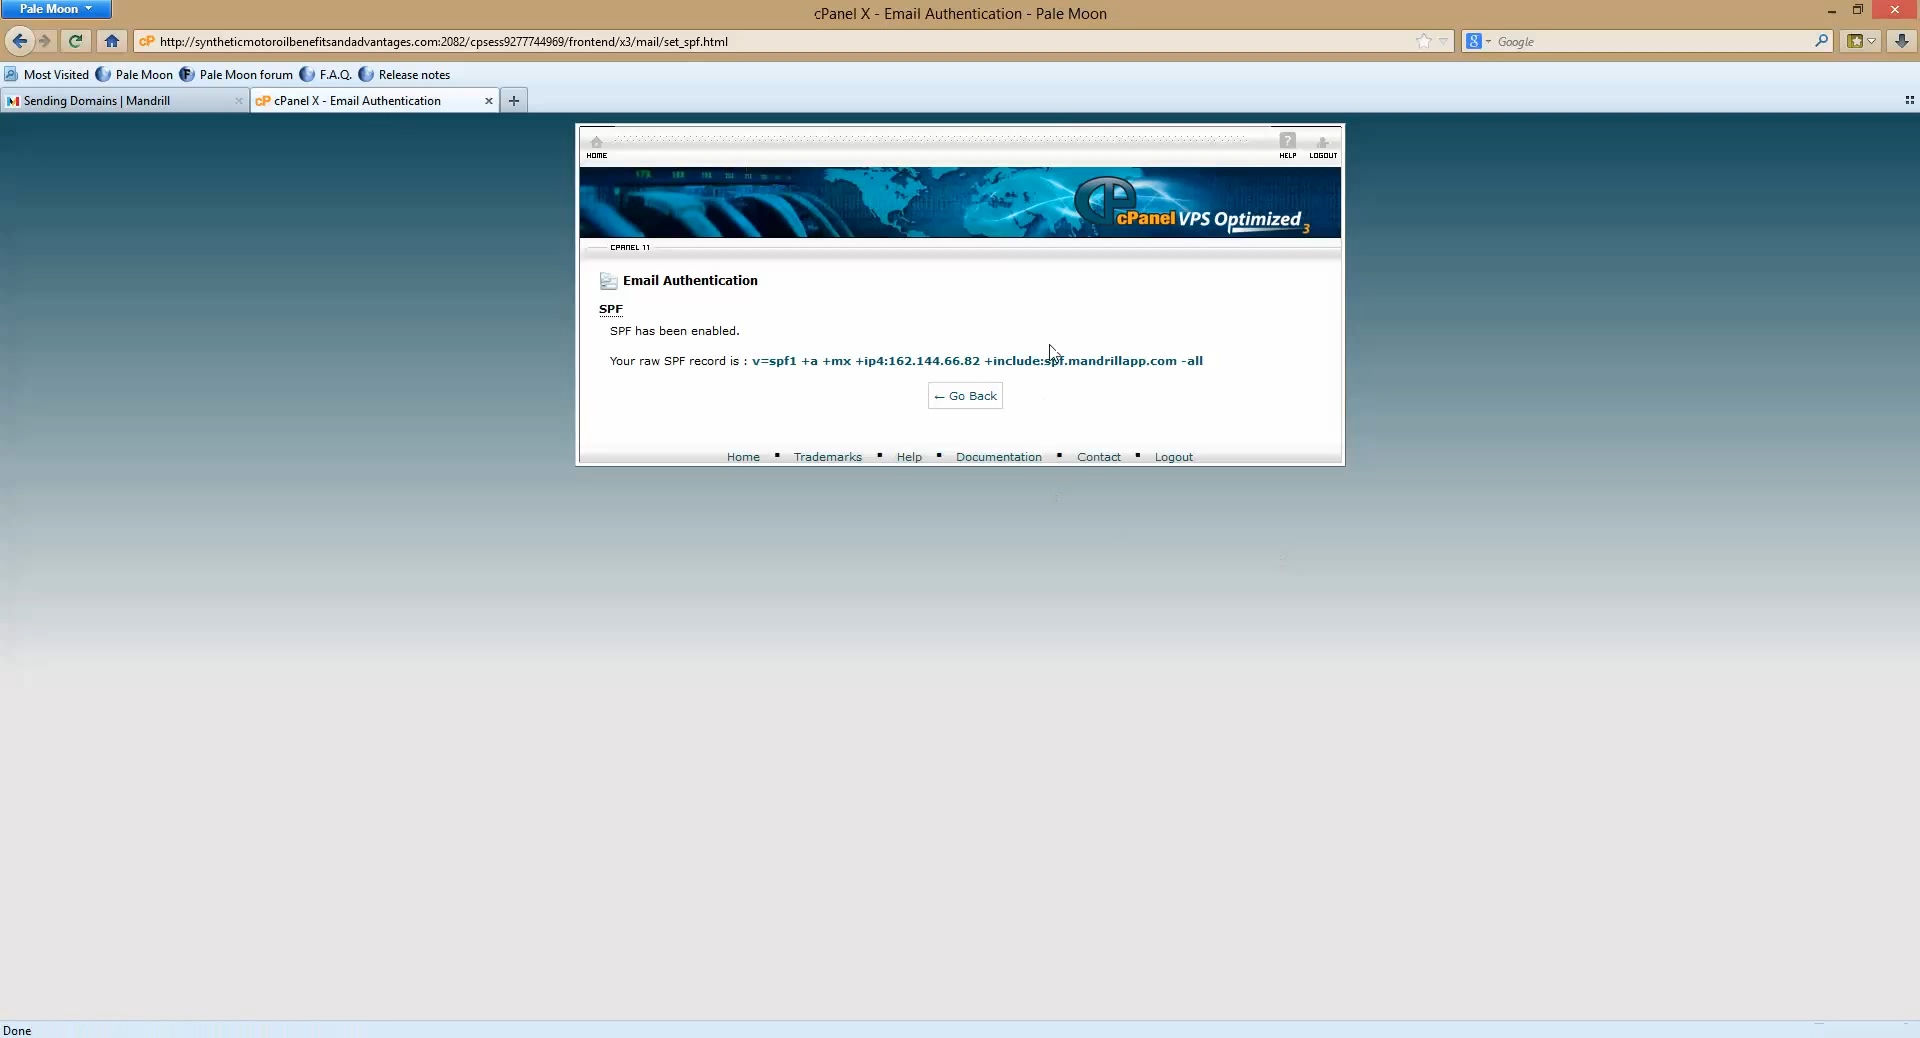 Pale Moon
cPanel X - Email Authentication - Pale Moon
cP http://syntheticmotoroilbenefitsandadvantages.com:2082/cpsess9277744969/frontend/x3/mail/set_spf.html
8 Google
Most Visited Pale Moon Pale Moon forum F.A.Q. Release notes
Sending Domains | Mandrill
cP cPanel X - Email Authentication
HOME
HELP
LOGOUT
cPanel VPS Optimized 3
CPANEL 11
Email Authentication
SPF
SPF has been enabled.
Your raw SPF record is : v=spf1 +a +mx +ip4:162.144.66.82 +include:spf.mandrillapp.com -all
← Go Back
Home ▪ Trademarks ▪ Help ▪ Documentation ▪ Contact ▪ Logout
Done